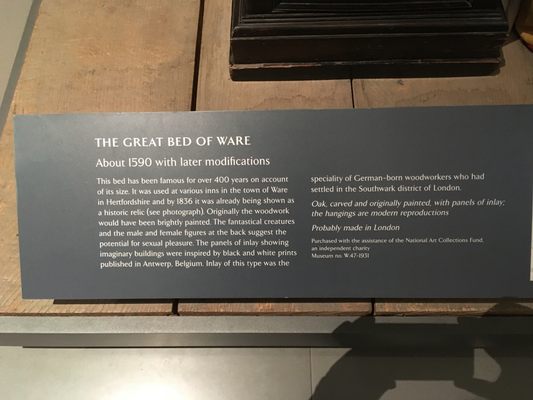 THE GREAT BED OF WARE
About 1590 with later modifications
This bed has been famous for over 400 years on account
of its size. It was used at various inns in the town of Ware
in Hertfordshire and by 1836 it was already being shown as
a historic relic (see photograph). Originally the woodwork
would have been brightly painted. The fantastical creatures
and the male and female figures at the back suggest the
potential for sexual pleasure. The panels of inlay showing
imaginary buildings were inspired by black and white prints
published in Antwerp, Belgium. Inlay of this type was the
speciality of German-born woodworkers who had
settled in the Southwark district of London.
Oak, carved and originally painted, with panels of inlay;
the hangings are modern reproductions
Probably made in London
Purchased with the assistance of the National Art Collections Fund,
an independent charity
Museum no. W.47-1931